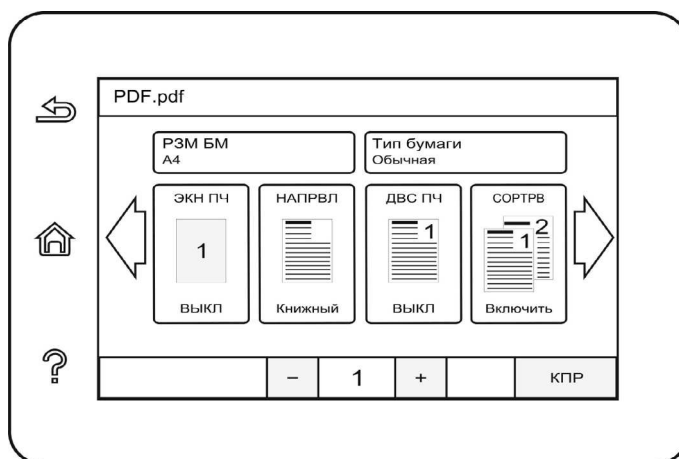 PDF.pdf
РЗМ БМ
A4
Тип бумаги
Обычная
ЭКН ПЧ
1
ВЫКЛ
НАПРВЛ
Книжный
ДВС ПЧ
1
ВЫКЛ
СОРТРВ
1
2
Включить
?
− 1 +
КПР